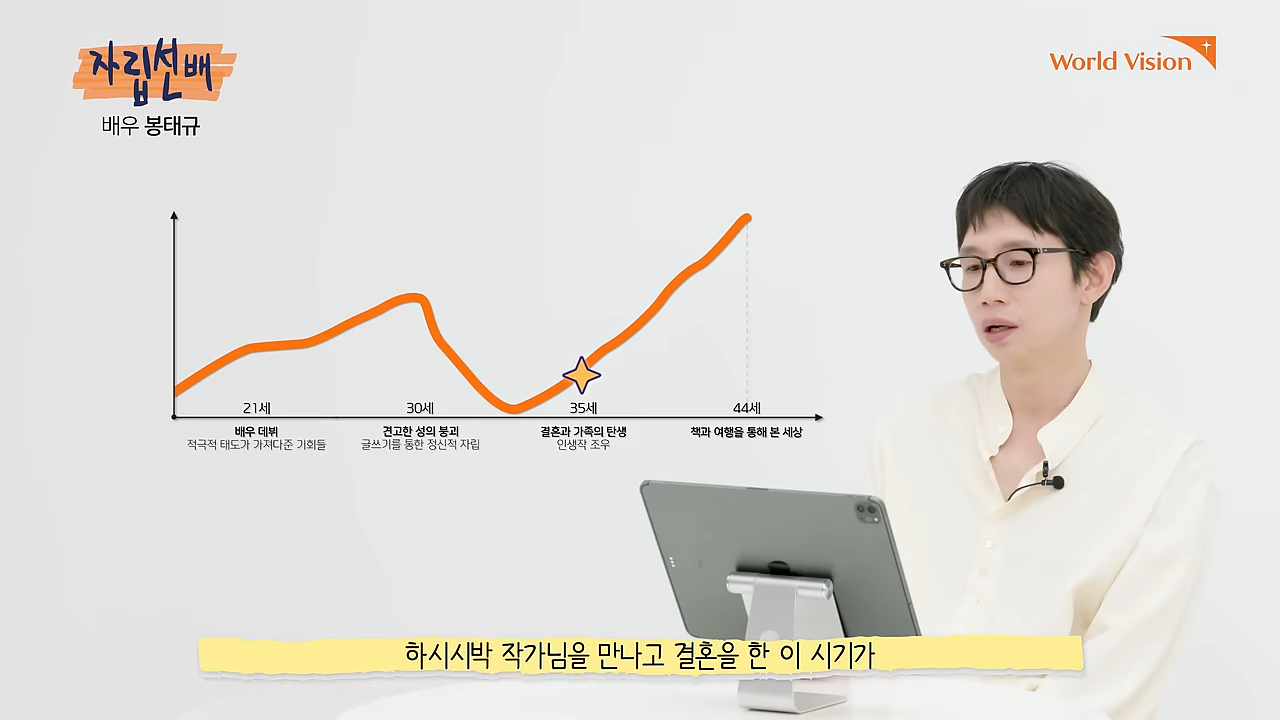 자립선배
배우 봉태규
World Vision
21세
배우 데뷔
적극적 태도가 가져다준 기회들
30세
견고한 성의 붕괴
글쓰기를 통한 정신적 자립
35세
결혼과 가족의 탄생
인생작 조우
44세
책과 여행을 통해 본 세상
하시시박 작가님을 만나고 결혼을 한 이 시기가